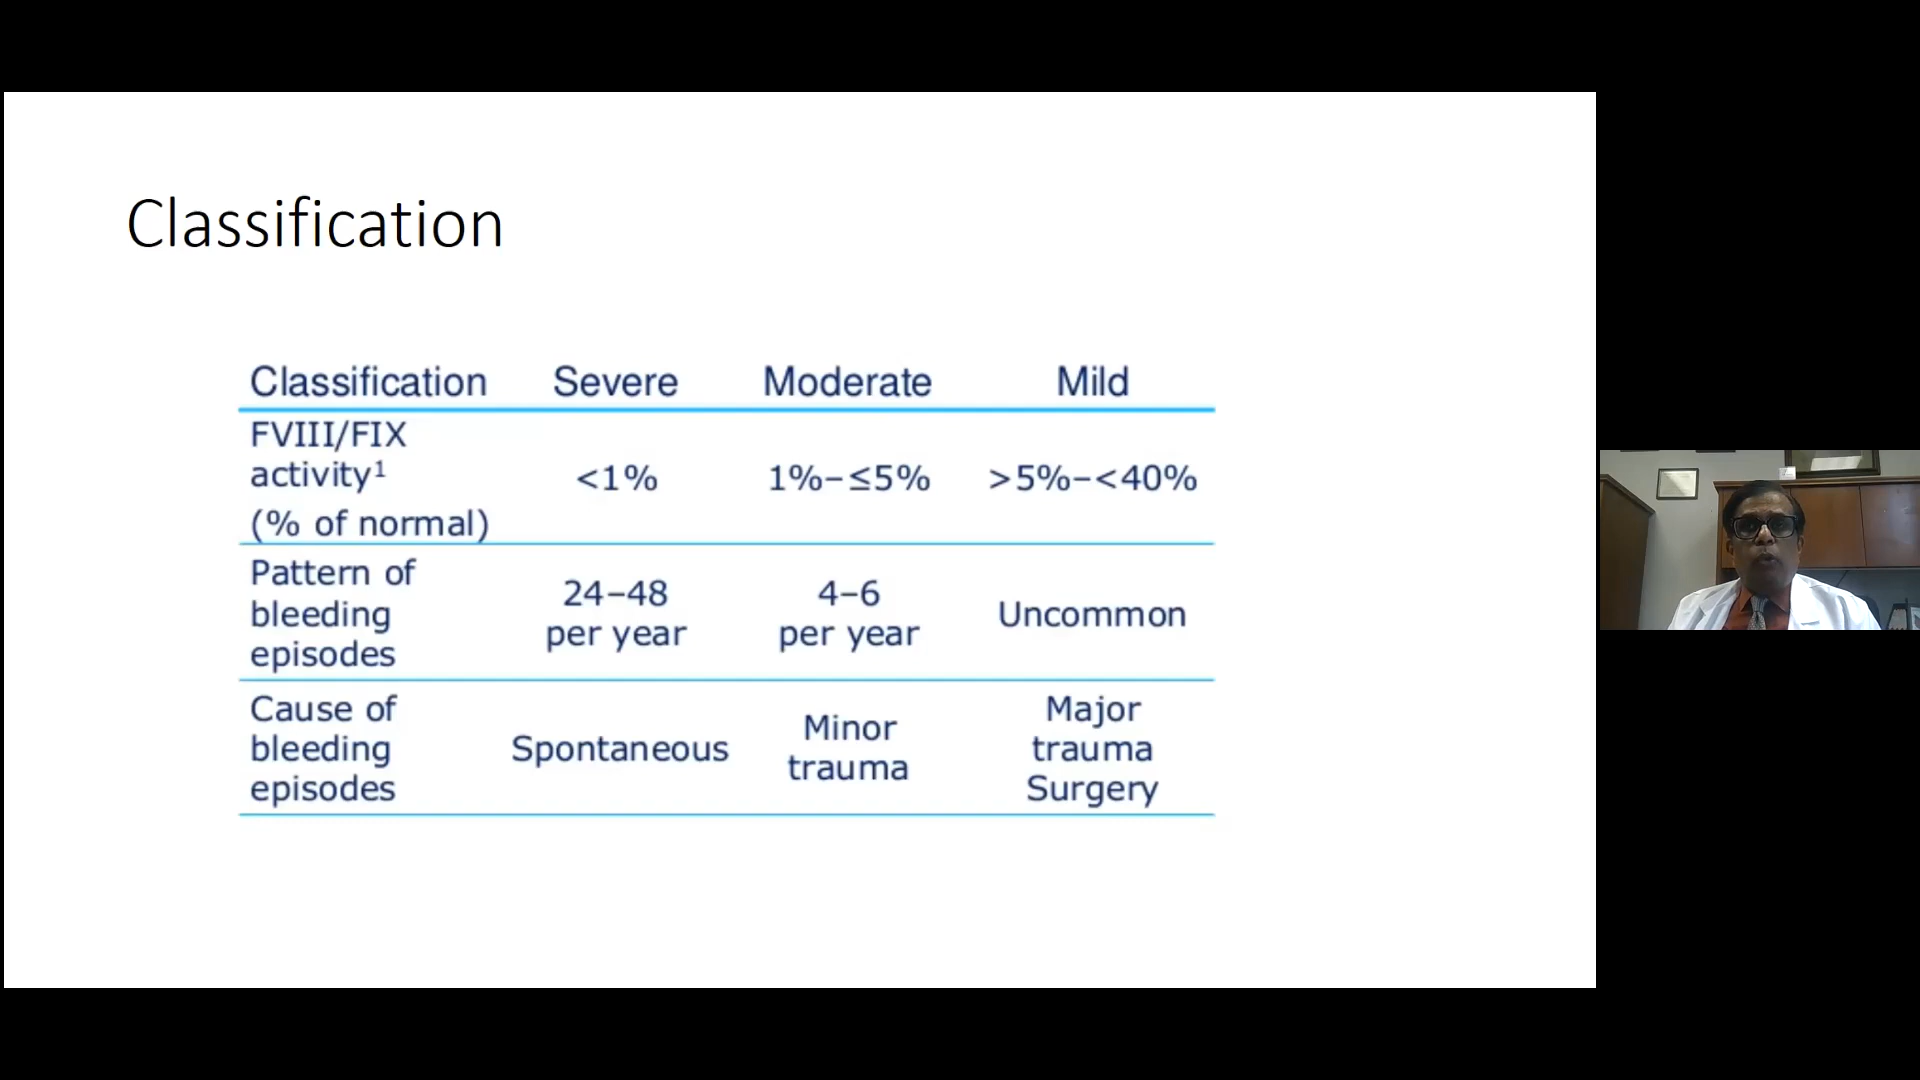 Classification
Classification Severe Moderate Mild
FVIII/FIX
activity¹
(% of normal)
<1% 1%–≤5% >5%–<40%
Pattern of
bleeding
episodes
24–48
per year
4–6
per year
Uncommon
Cause of
bleeding
episodes
Spontaneous
Minor
trauma
Major
trauma
Surgery